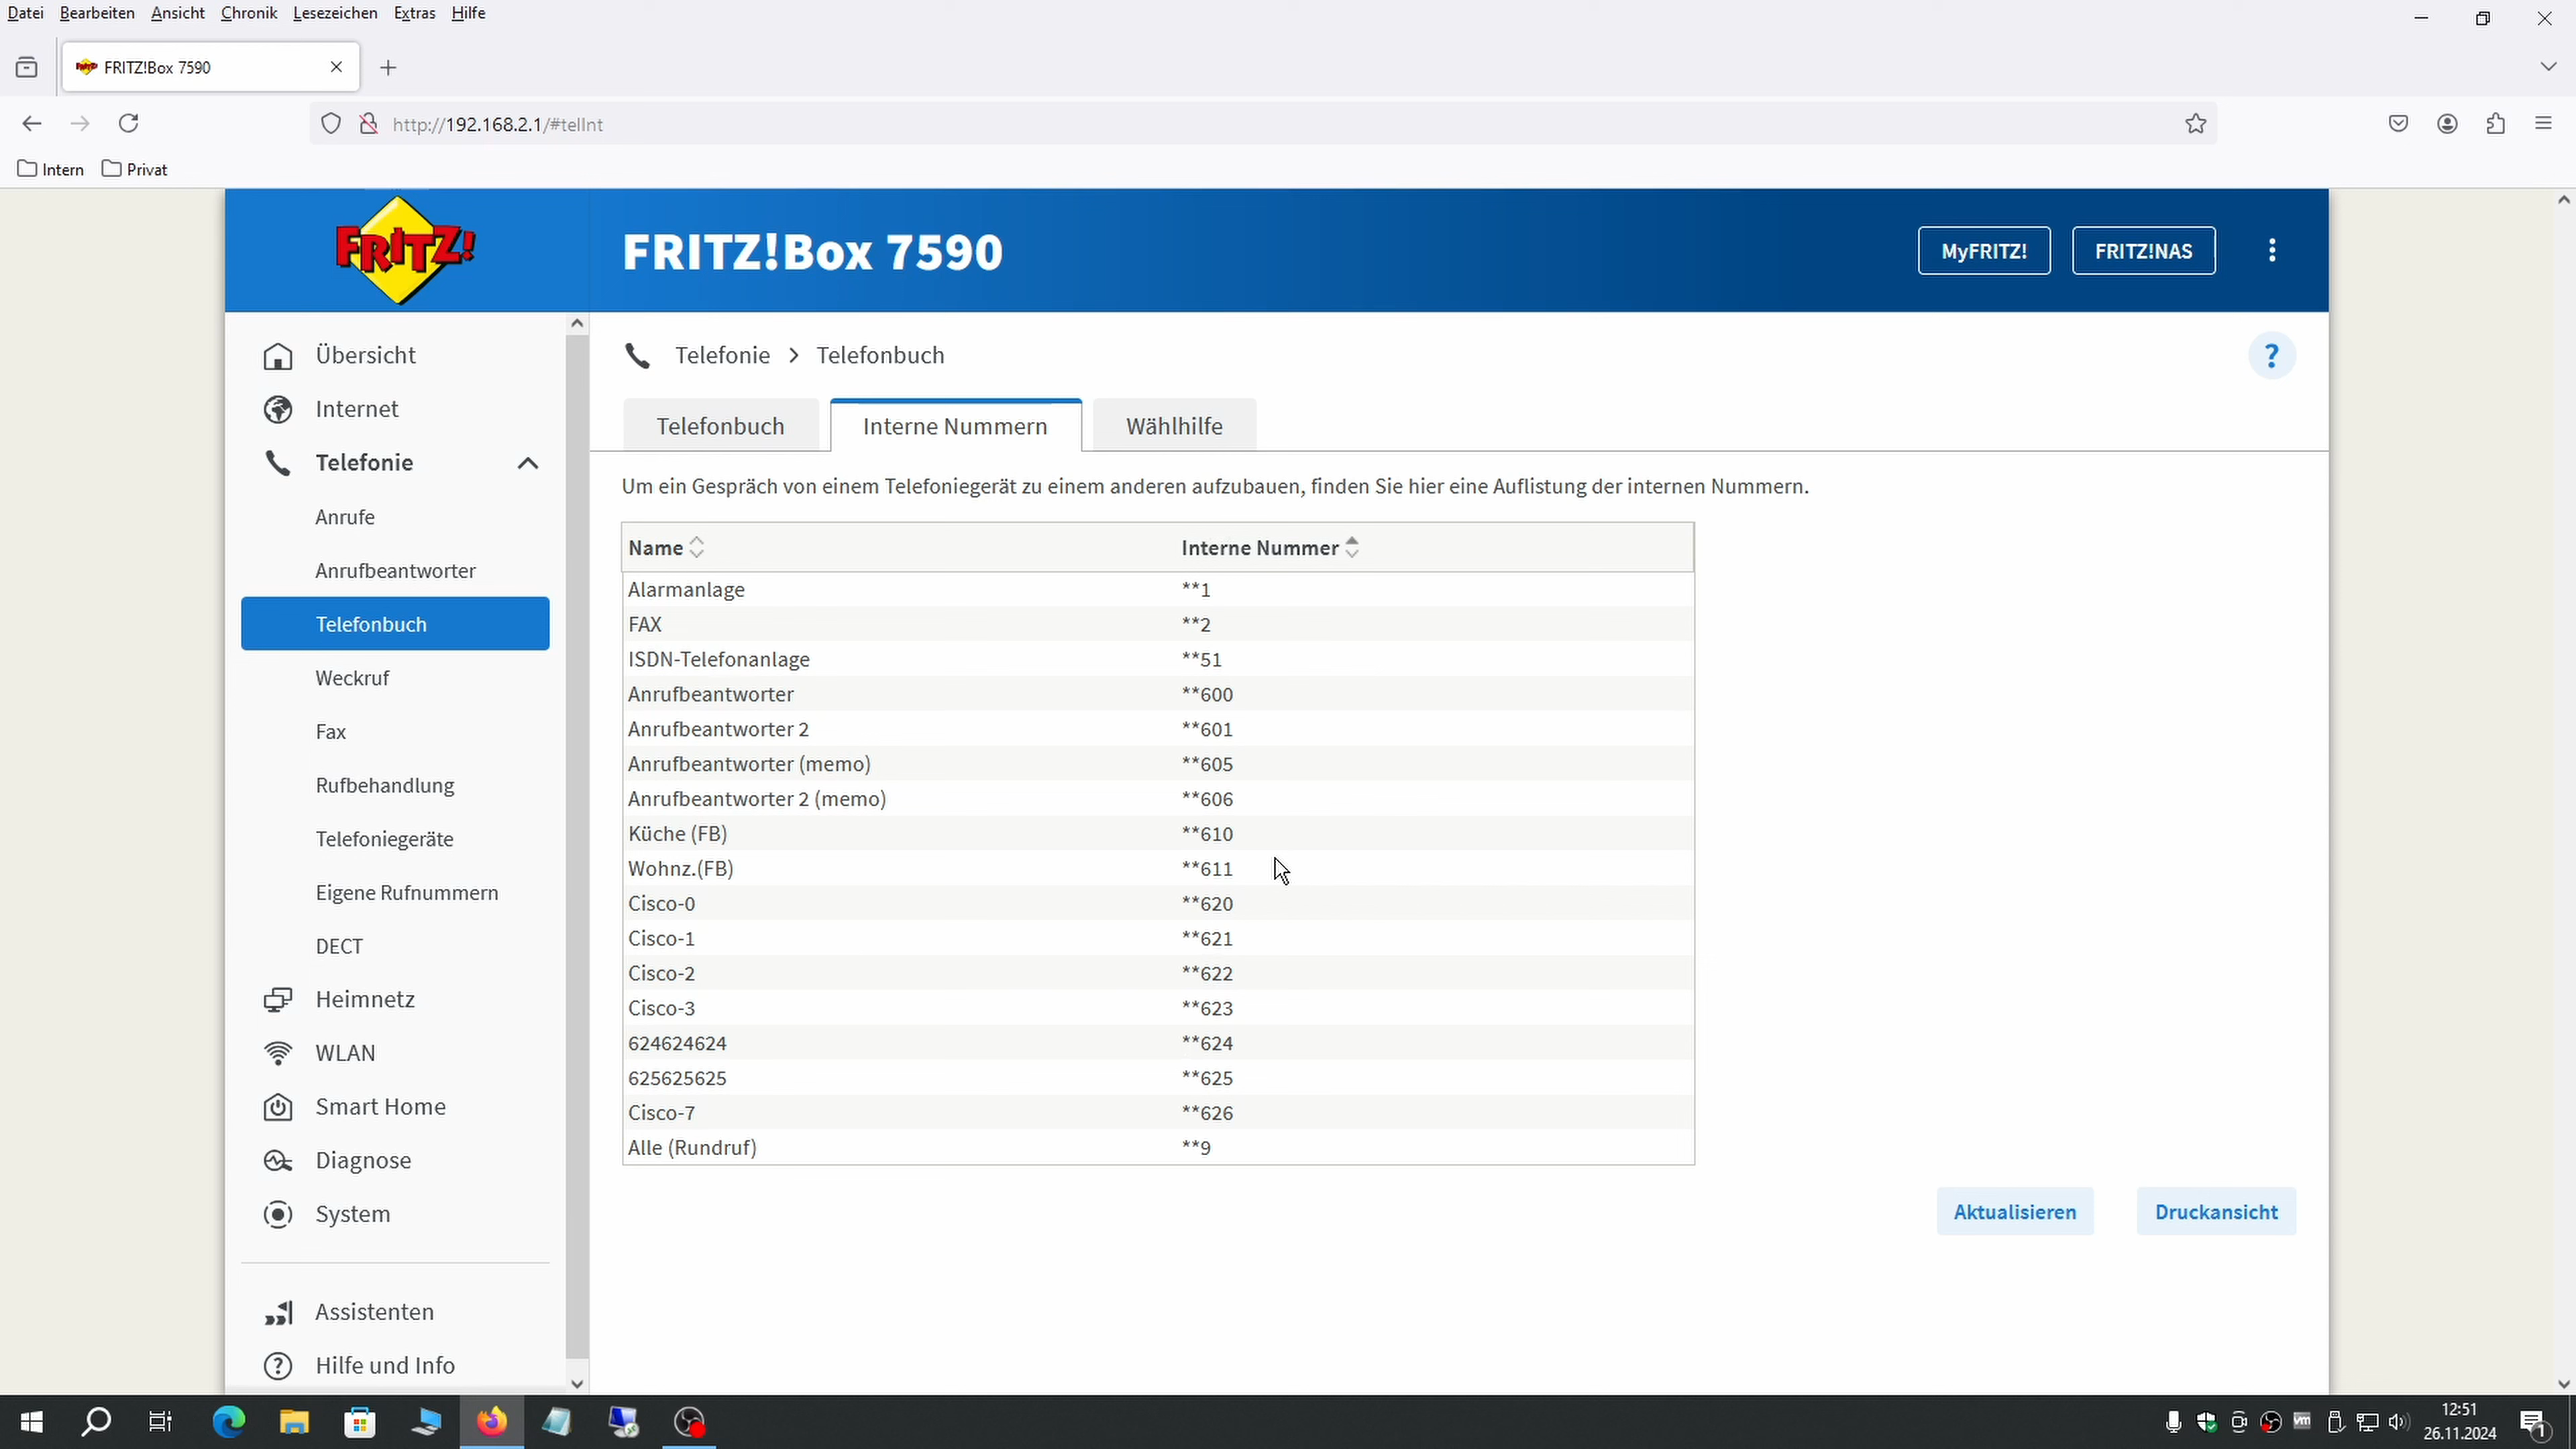 Datei Bearbeiten Ansicht Chronik Lesezeichen Extras Hilfe
FRITZ!Box 7590
http://192.168.2.1/#telInt
Intern Privat
FRITZ!
FRITZ!Box 7590
MyFRITZ! FRITZ!NAS
Übersicht
Internet
Telefonie
Anrufe
Anrufbeantworter
Telefonbuch
Weckruf
Fax
Rufbehandlung
Telefoniegeräte
Eigene Rufnummern
DECT
Heimnetz
WLAN
Smart Home
Diagnose
System
Assistenten
Hilfe und Info
Telefonie > Telefonbuch
?
Telefonbuch Interne Nummern Wählhilfe
Um ein Gespräch von einem Telefoniegerät zu einem anderen aufzubauen, finden Sie hier eine Auflistung der internen Nummern.
Name Interne Nummer
Alarmanlage **1
FAX **2
ISDN-Telefonanlage **51
Anrufbeantworter **600
Anrufbeantworter 2 **601
Anrufbeantworter (memo) **605
Anrufbeantworter 2 (memo) **606
Küche (FB) **610
Wohnz.(FB) **611
Cisco-0 **620
Cisco-1 **621
Cisco-2 **622
Cisco-3 **623
624624624 **624
625625625 **625
Cisco-7 **626
Alle (Rundruf) **9
Aktualisieren Druckansicht
12:51
26.11.2024
1